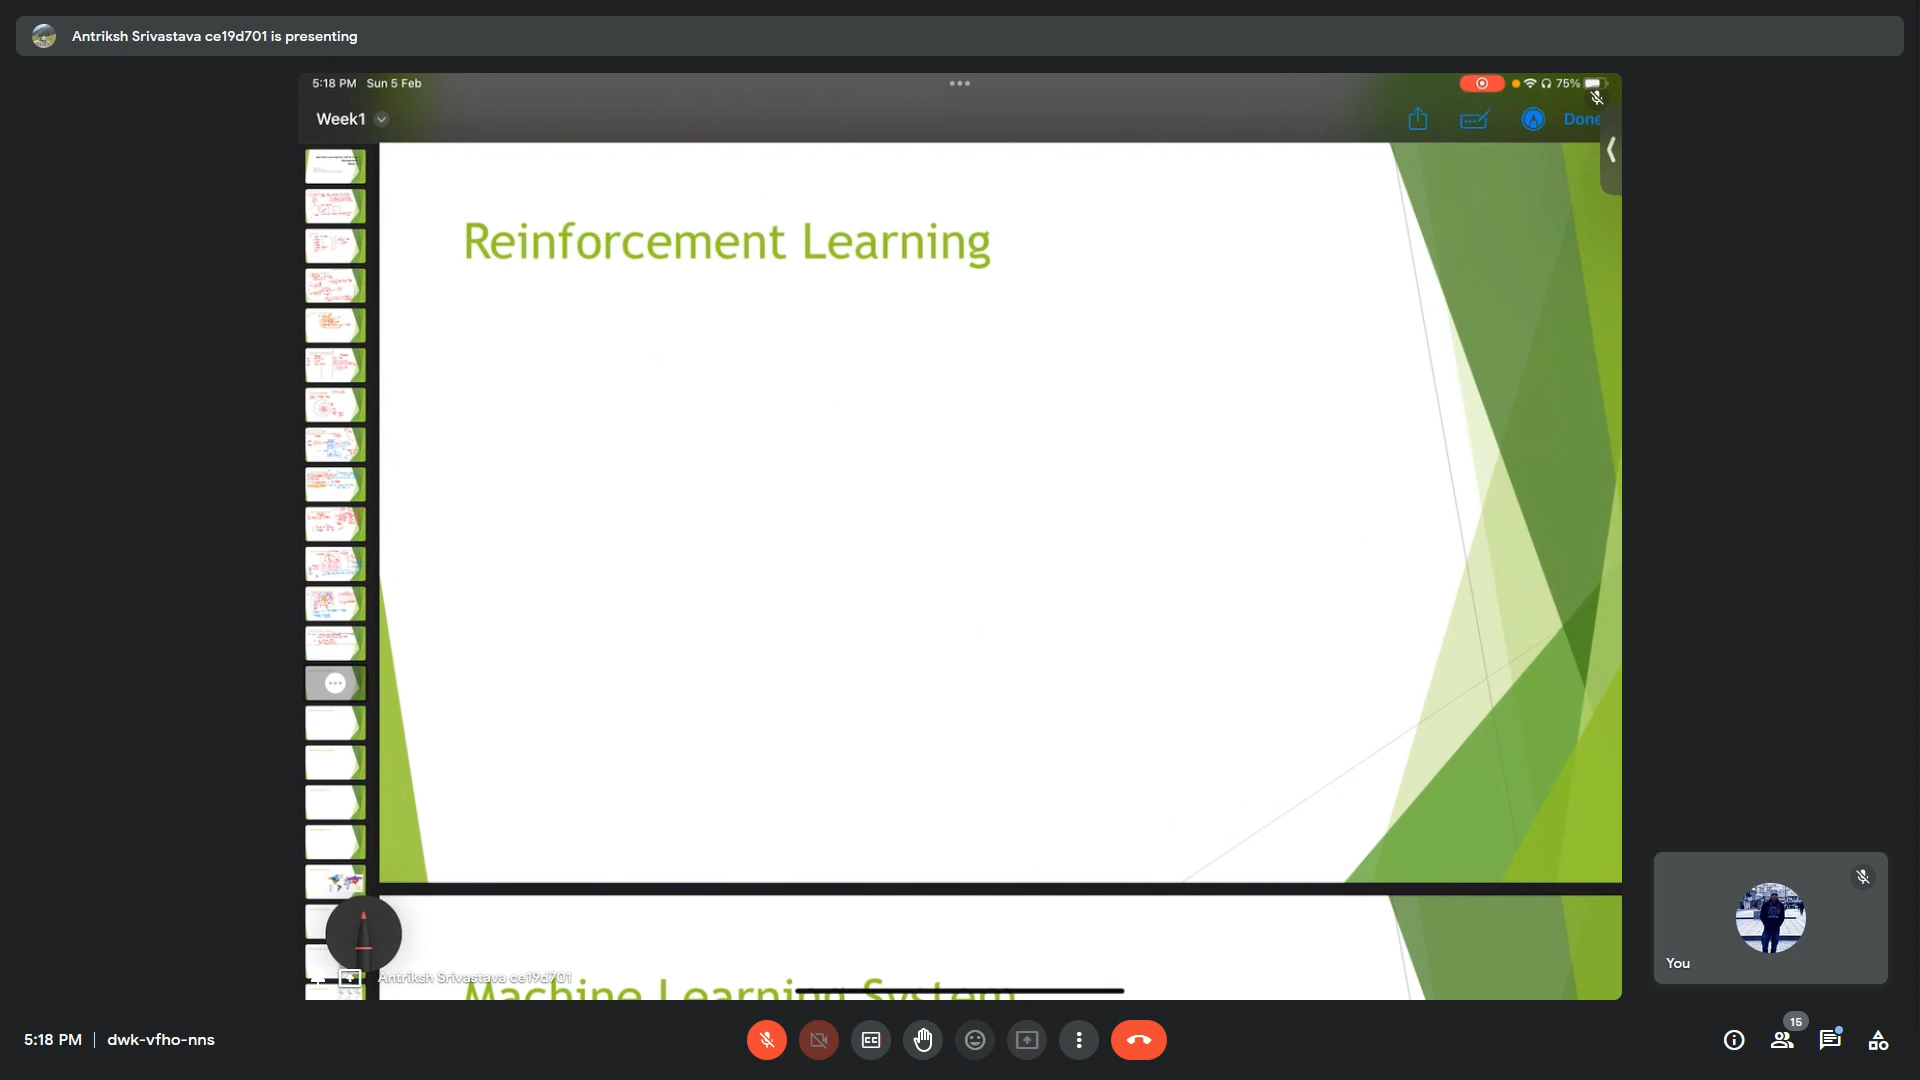 Antriksh Srivastava ce19d701 is presenting
5:18 PM Sun 5 Feb
75%
Week1
Done
Reinforcement Learning
Machine Learning System
Antriksh Srivastava ce19d701
You
5:18 PM | dwk-vfho-nns
CC
15